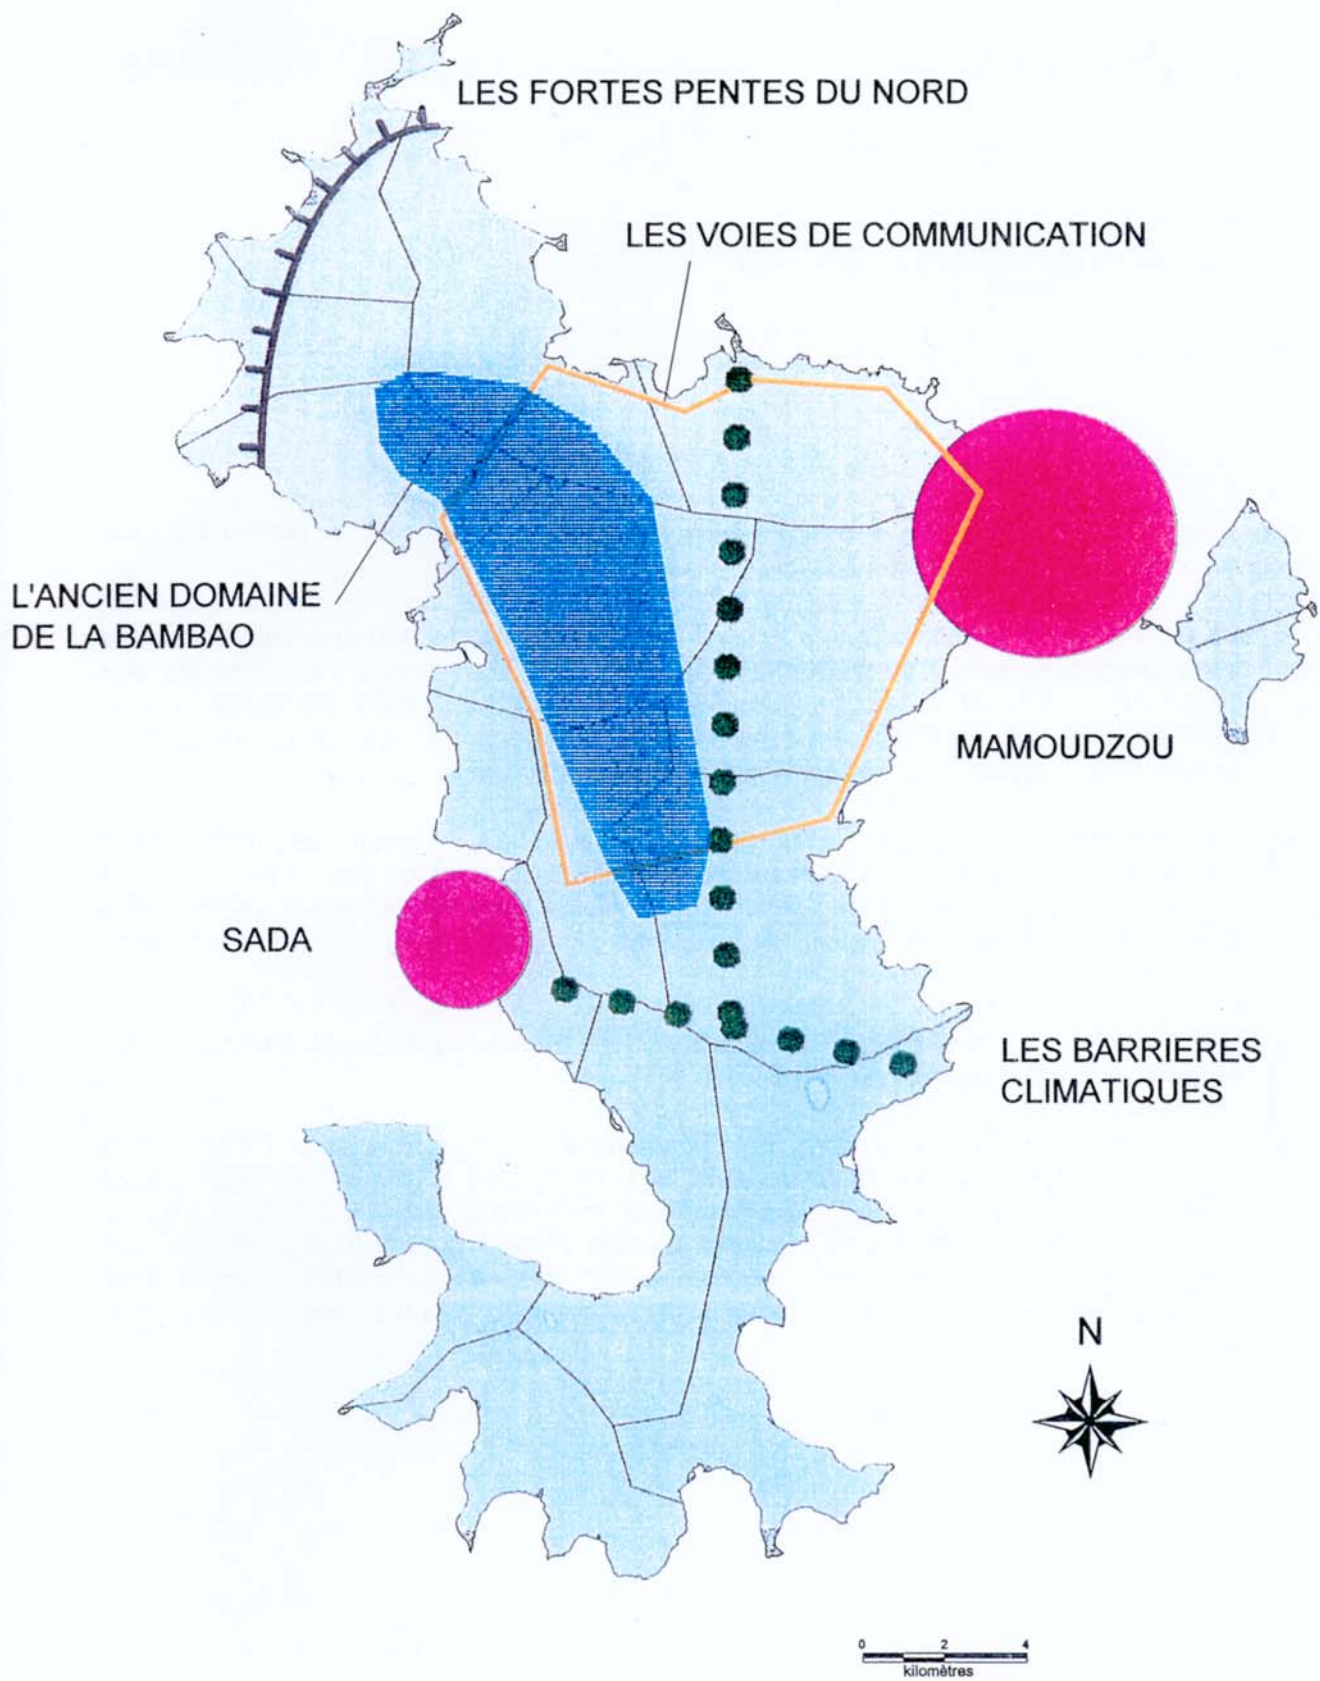 LES FORTES PENTES DU NORD
LES VOIES DE COMMUNICATION
L'ANCIEN DOMAINE
DE LA BAMBAO
MAMOUDZOU
SADA
LES BARRIERES
CLIMATIQUES
N
0 2 4
kilomètres